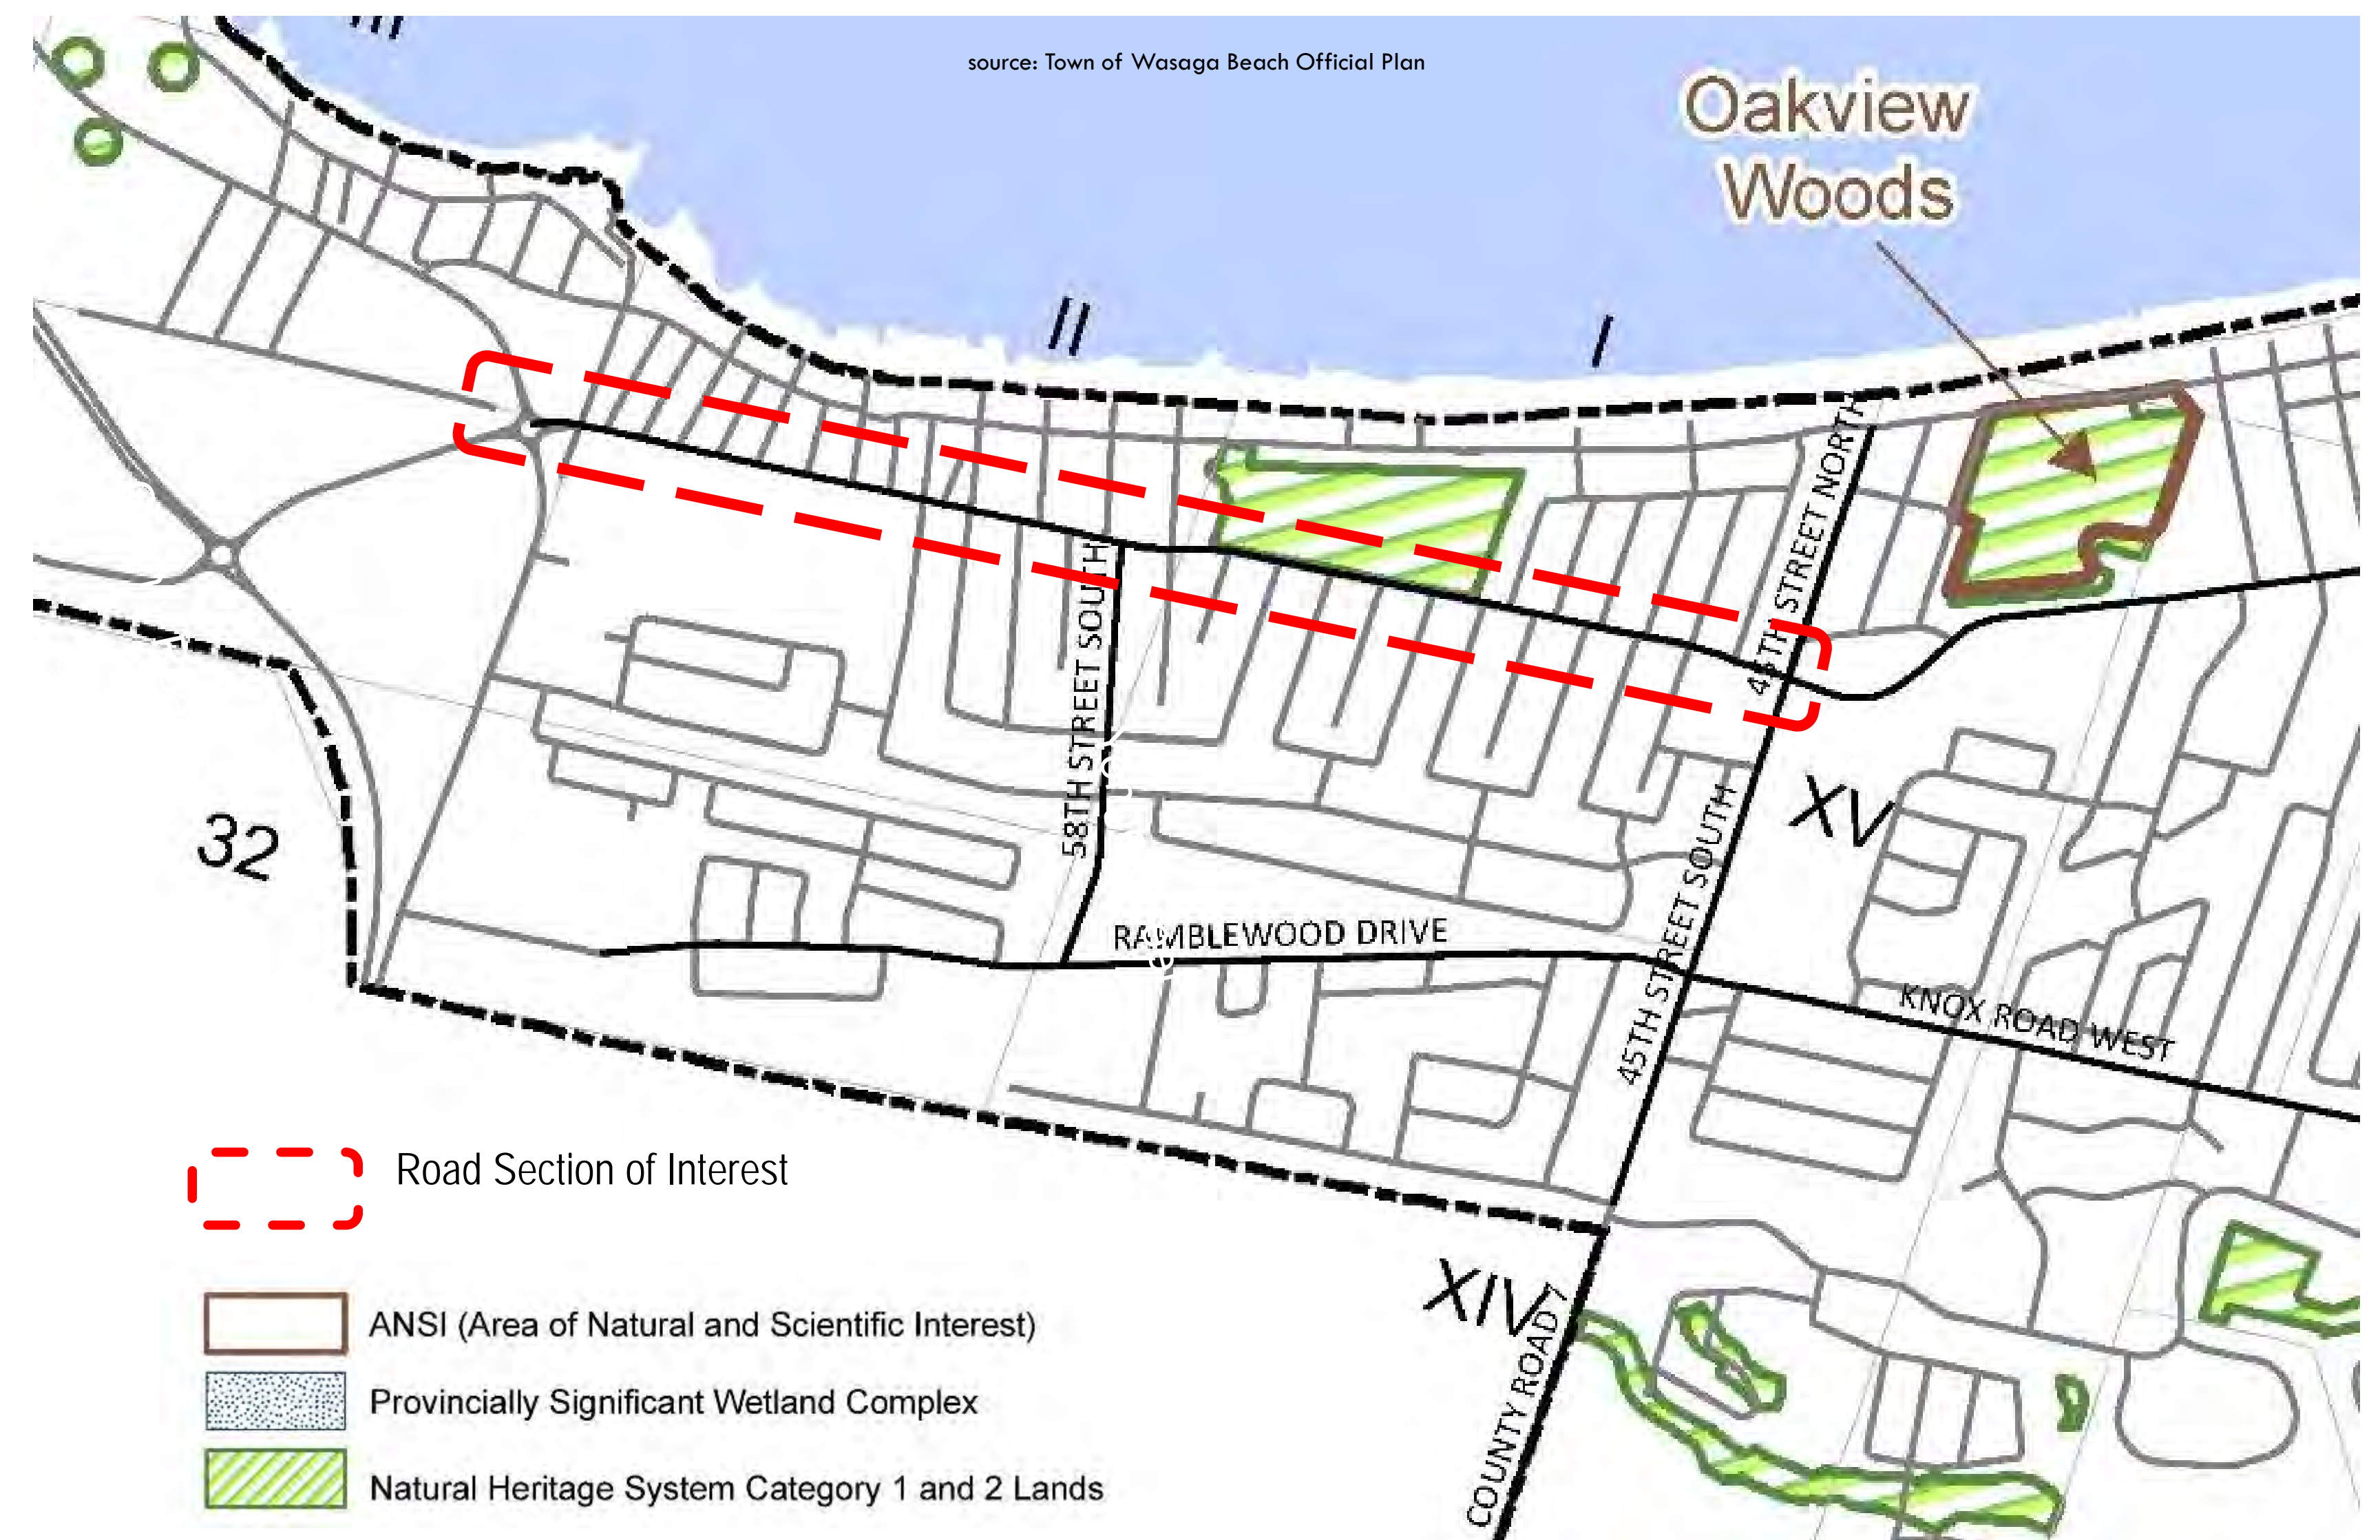 III
source: Town of Wasaga Beach Official Plan
Oakview
Woods
II
I
45TH STREET NORTH
58TH STREET SOUTH
32
XV
45TH STREET SOUTH
RAMBLEWOOD DRIVE
KNOX ROAD WEST
Road Section of Interest
XIV
COUNTY ROAD 7
ANSI (Area of Natural and Scientific Interest)
Provincially Significant Wetland Complex
Natural Heritage System Category 1 and 2 Lands